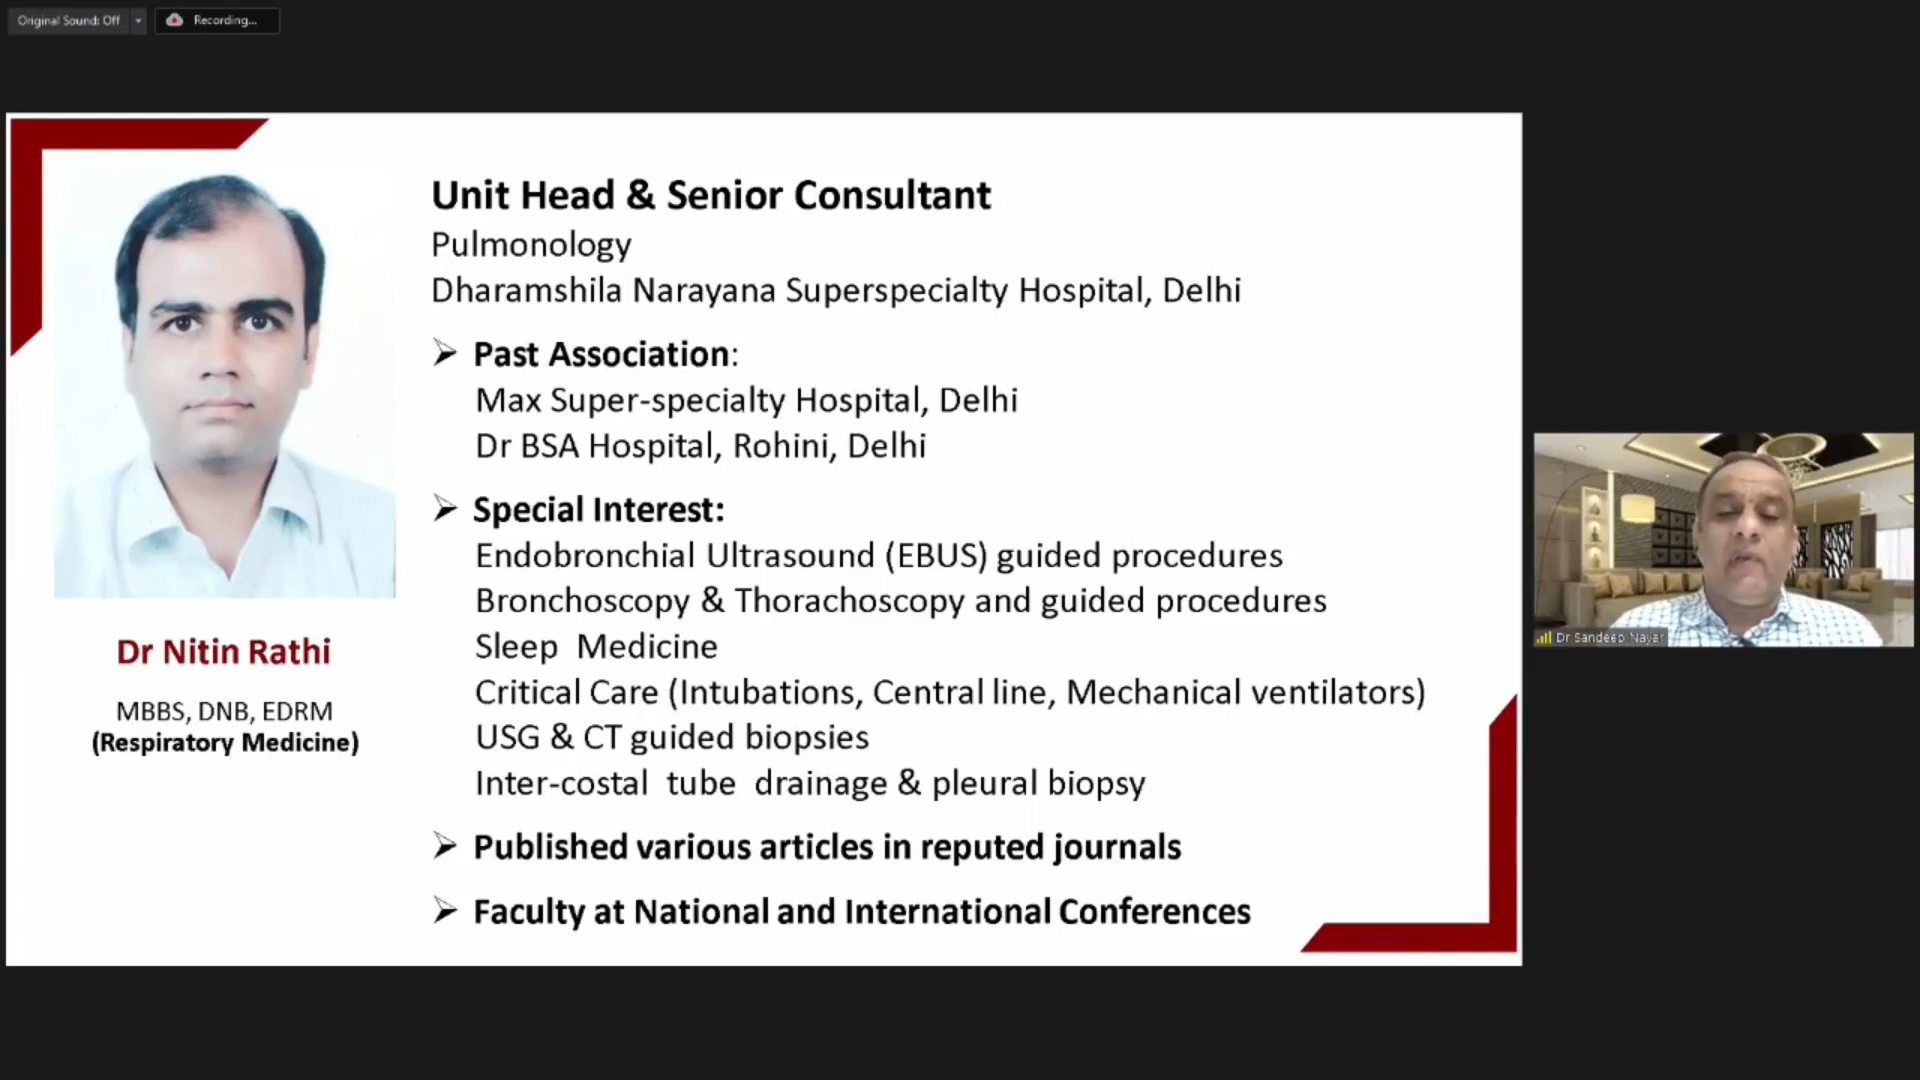 Original Sound: Off
Recording...
Unit Head & Senior Consultant
Pulmonology
Dharamshila Narayana Superspecialty Hospital, Delhi
➢ Past Association:
Max Super-specialty Hospital, Delhi
Dr BSA Hospital, Rohini, Delhi
➢ Special Interest:
Endobronchial Ultrasound (EBUS) guided procedures
Bronchoscopy & Thorachoscopy and guided procedures
Sleep Medicine
Critical Care (Intubations, Central line, Mechanical ventilators)
USG & CT guided biopsies
Inter-costal tube drainage & pleural biopsy
➢ Published various articles in reputed journals
➢ Faculty at National and International Conferences
Dr Nitin Rathi
MBBS, DNB, EDRM
(Respiratory Medicine)
Dr Sandeep Nayar